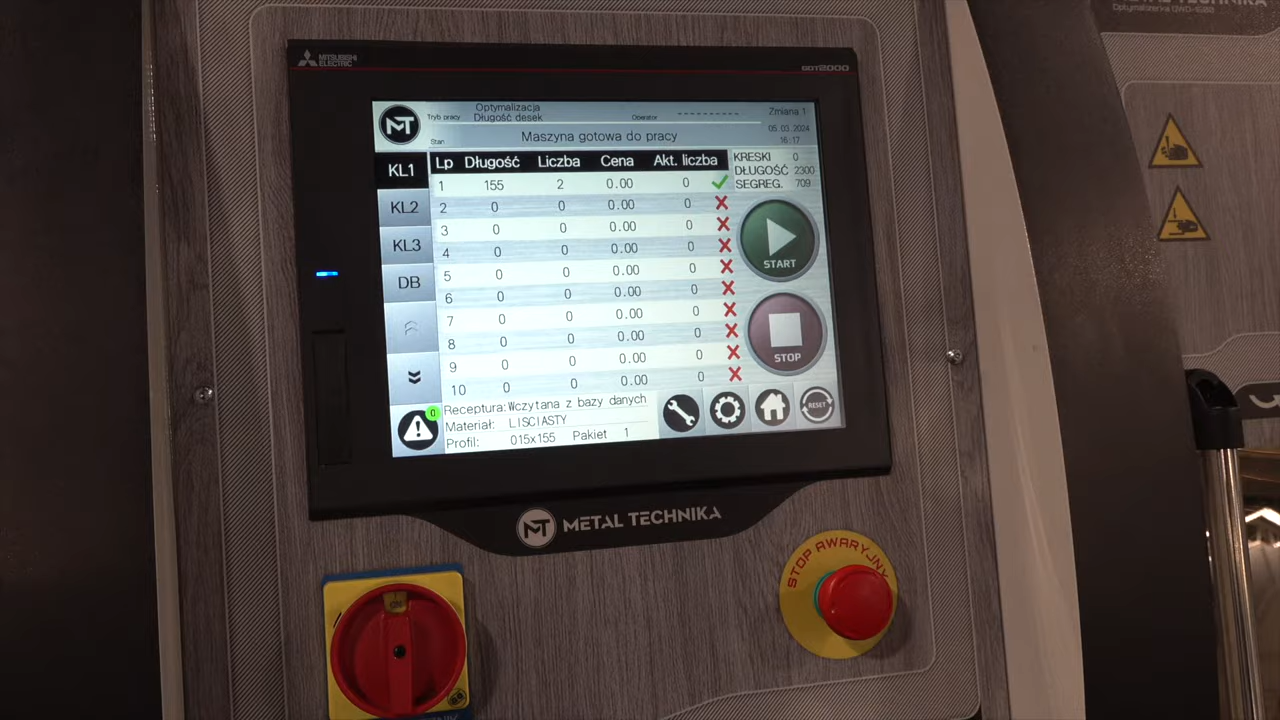 METAL TECHNIKA
MITSUBISHI
ELECTRIC
GOT2000
MT
Tryb pracy
Optymalizacja
Długość desek
Operator
----------
Zmiana 1
Stan
Maszyna gotowa do pracy
05.03.2024
16:17
KL1
KL2
KL3
DB
Lp Długość Liczba Cena Akt. liczba
1 155 2 0.00 0
2 0 0 0.00 0
3 0 0 0.00 0
4 0 0 0.00 0
5 0 0 0.00 0
6 0 0 0.00 0
7 0 0 0.00 0
8 0 0 0.00 0
9 0 0 0.00 0
10 0 0 0.00 0
KRESKI 0
DŁUGOŚĆ 2300
SEGREG. 709
START
STOP
0
Receptura: Wczytana z bazy danych
Materiał: LISCIASTY
Profil: 015x155 Pakiet 1
RESET
MT METAL TECHNIKA
STOP AWARYJNY
ON